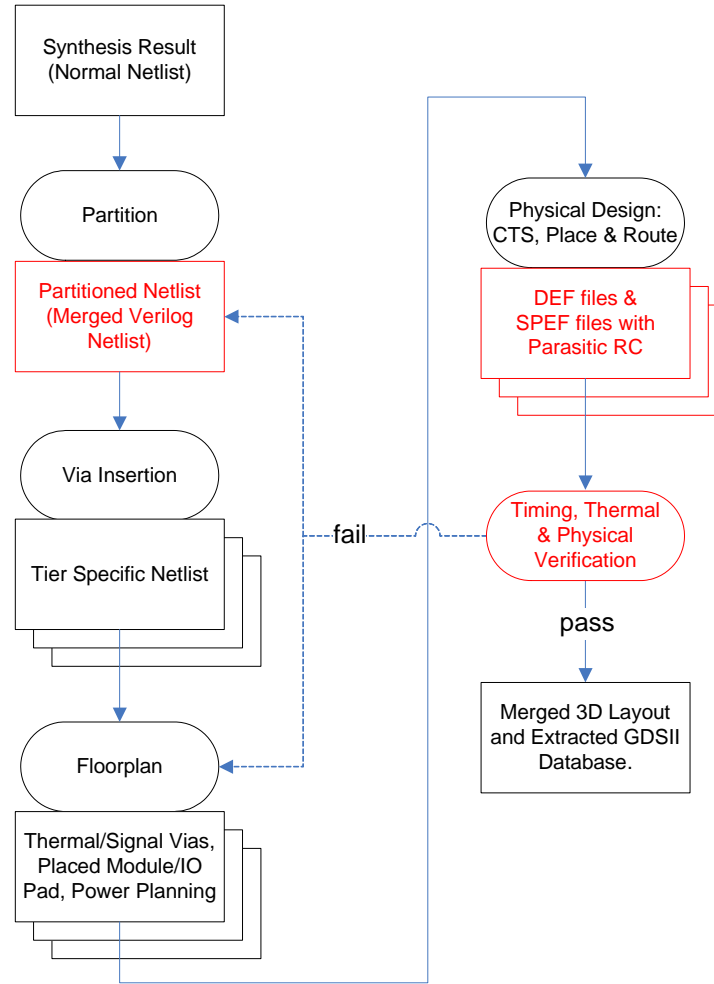 Synthesis Result
(Normal Netlist)
Partition
Partitioned Netlist
(Merged Verilog
Netlist)
Via Insertion
Tier Specific Netlist
Floorplan
Thermal/Signal Vias,
Placed Module/IO
Pad, Power Planning
fail
Physical Design:
CTS, Place & Route
DEF files &
SPEF files with
Parasitic RC
Timing, Thermal
& Physical
Verification
pass
Merged 3D Layout
and Extracted GDSII
Database.